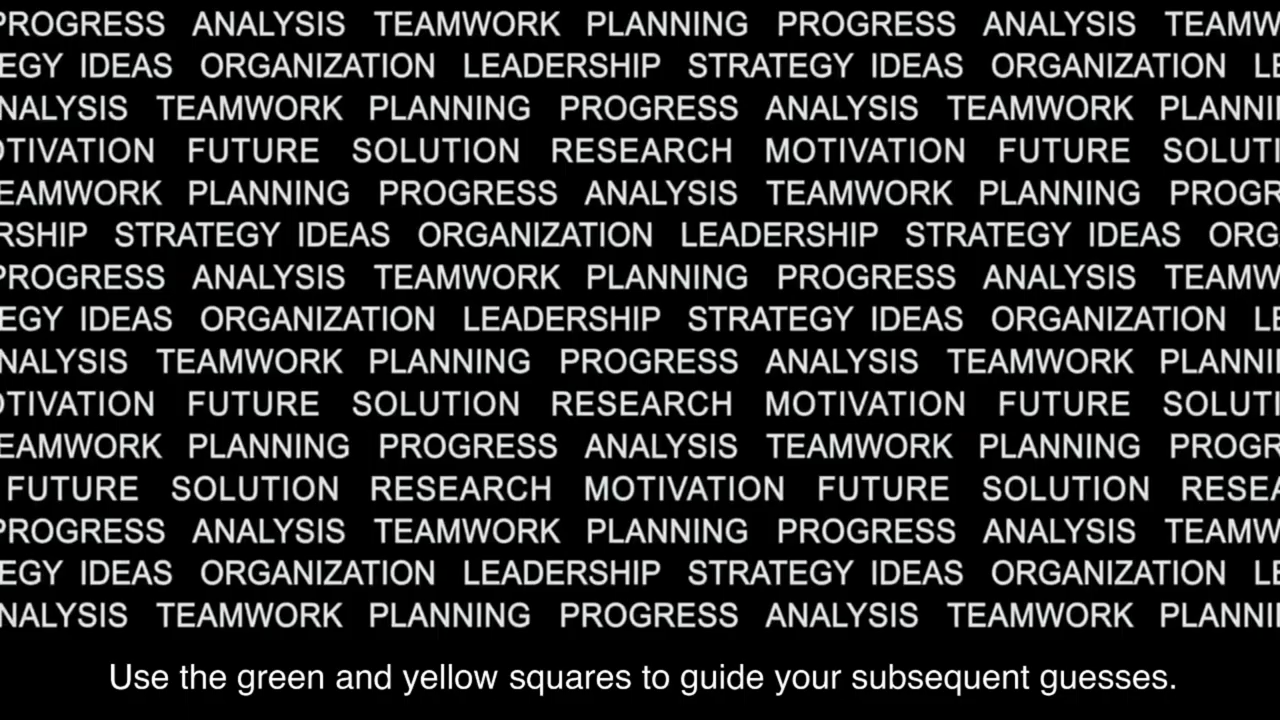 PROGRESS ANALYSIS TEAMWORK PLANNING PROGRESS ANALYSIS TEAMW
EGY IDEAS ORGANIZATION LEADERSHIP STRATEGY IDEAS ORGANIZATION LE
NALYSIS TEAMWORK PLANNING PROGRESS ANALYSIS TEAMWORK PLANNI
OTIVATION FUTURE SOLUTION RESEARCH MOTIVATION FUTURE SOLUTI
EAMWORK PLANNING PROGRESS ANALYSIS TEAMWORK PLANNING PROGR
RSHIP STRATEGY IDEAS ORGANIZATION LEADERSHIP STRATEGY IDEAS ORG
PROGRESS ANALYSIS TEAMWORK PLANNING PROGRESS ANALYSIS TEAMW
EGY IDEAS ORGANIZATION LEADERSHIP STRATEGY IDEAS ORGANIZATION LE
NALYSIS TEAMWORK PLANNING PROGRESS ANALYSIS TEAMWORK PLANNI
OTIVATION FUTURE SOLUTION RESEARCH MOTIVATION FUTURE SOLUTI
EAMWORK PLANNING PROGRESS ANALYSIS TEAMWORK PLANNING PROGR
FUTURE SOLUTION RESEARCH MOTIVATION FUTURE SOLUTION RESEA
PROGRESS ANALYSIS TEAMWORK PLANNING PROGRESS ANALYSIS TEAMW
EGY IDEAS ORGANIZATION LEADERSHIP STRATEGY IDEAS ORGANIZATION LE
NALYSIS TEAMWORK PLANNING PROGRESS ANALYSIS TEAMWORK PLANNI
Use the green and yellow squares to guide your subsequent guesses.